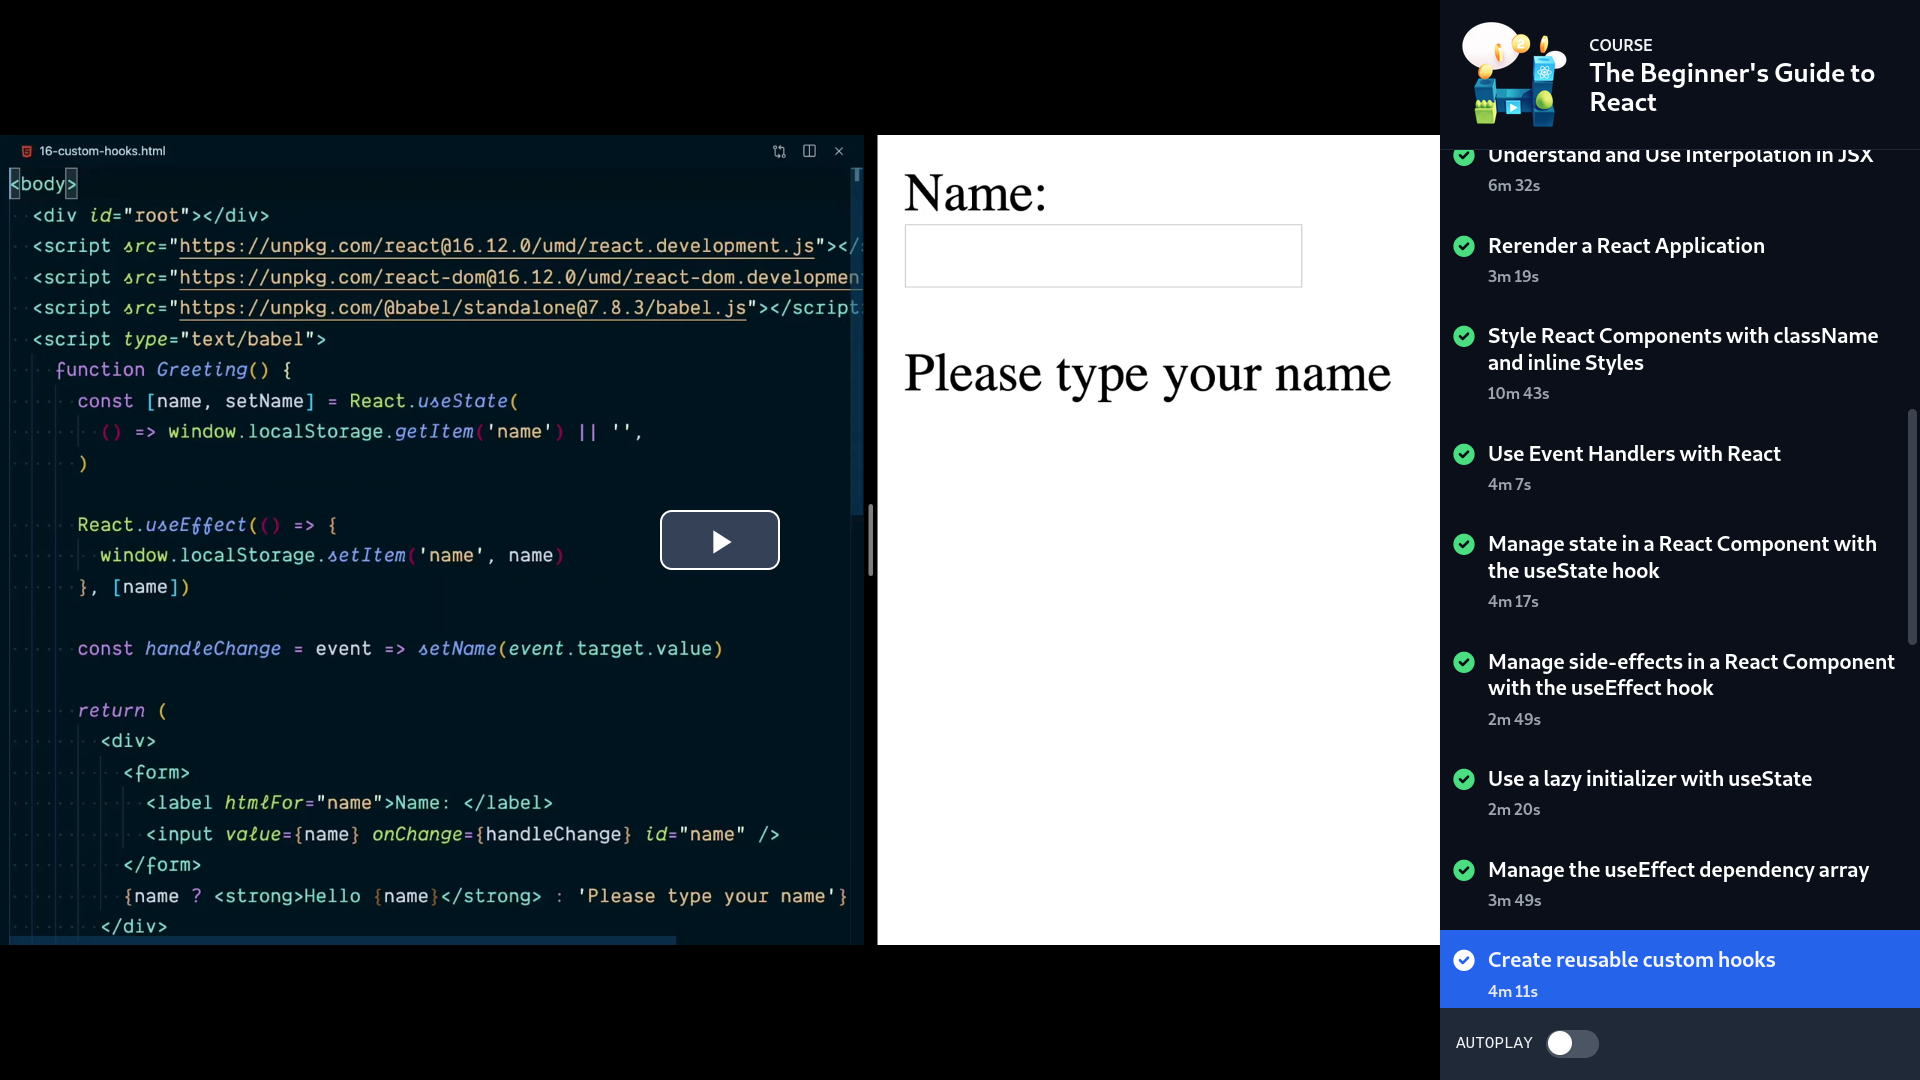 16-custom-hooks.html
<body>
<div id="root"></div>
<script src="https://unpkg.com/react@16.12.0/umd/react.development.js"></
<script src="https://unpkg.com/react-dom@16.12.0/umd/react-dom.developmen
<script src="https://unpkg.com/@babel/standalone@7.8.3/babel.js"></script
<script type="text/babel">
function Greeting() {
const [name, setName] = React.useState(
() => window.localStorage.getItem('name') || '',
)
React.useEffect(() => {
window.localStorage.setItem('name', name)
}, [name])
const handleChange = event => setName(event.target.value)
return (
<div>
<form>
<label htmlFor="name">Name: </label>
<input value={name} onChange={handleChange} id="name" />
</form>
{name ? <strong>Hello {name}</strong> : 'Please type your name'}
</div>
Name:
Please type your name
COURSE
The Beginner's Guide to
React
Understand and Use Interpolation in JSX
6m 32s
Rerender a React Application
3m 19s
Style React Components with className
and inline Styles
10m 43s
Use Event Handlers with React
4m 7s
Manage state in a React Component with
the useState hook
4m 17s
Manage side-effects in a React Component
with the useEffect hook
2m 49s
Use a lazy initializer with useState
2m 20s
Manage the useEffect dependency array
3m 49s
Create reusable custom hooks
4m 11s
AUTOPLAY